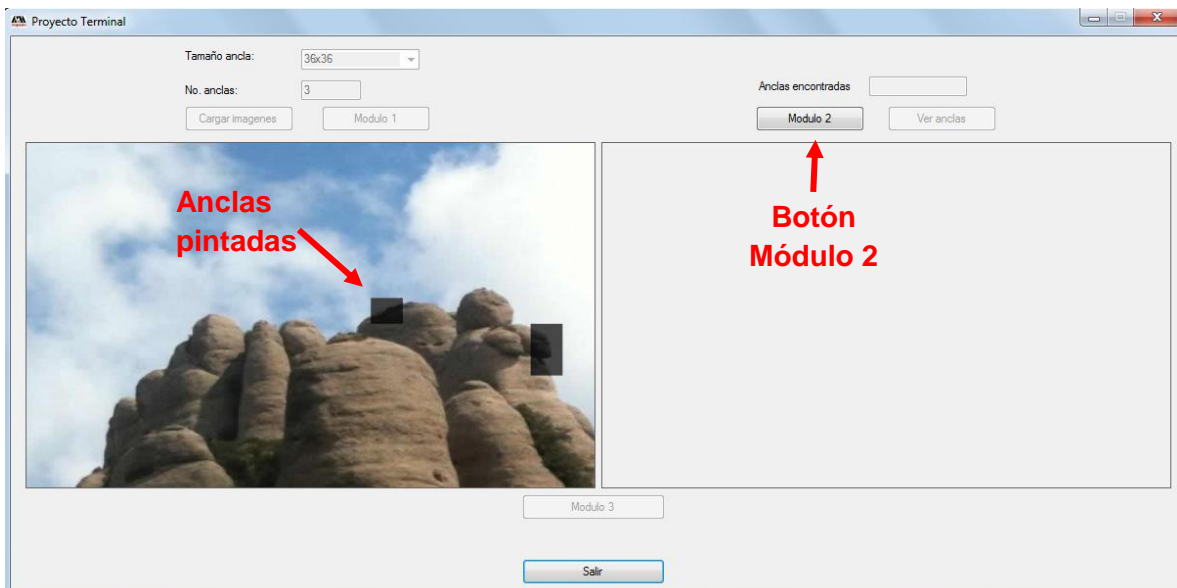 Proyecto Terminal
Tamaño ancla:
36x36
No. anclas:
3
Cargar imagenes
Modulo 1
Anclas encontradas
Modulo 2
Ver anclas
Anclas
pintadas
Botón
Módulo 2
Modulo 3
Salir